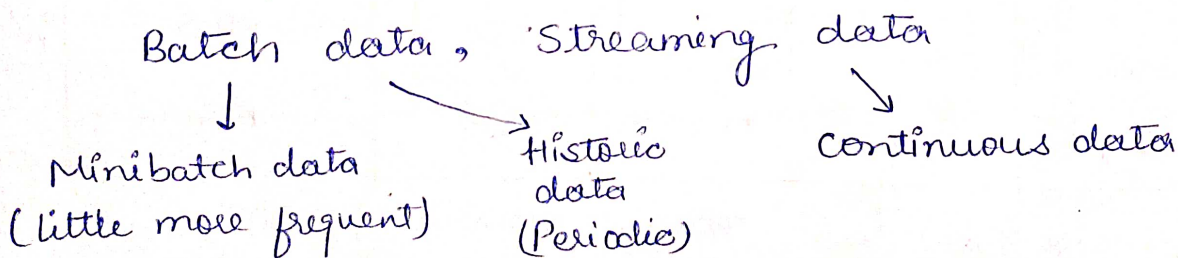 Batch data, Streaming data
↓ ↘ ↘
Minibatch data Historic continuous data
(little more frequent) data
(Periodic)